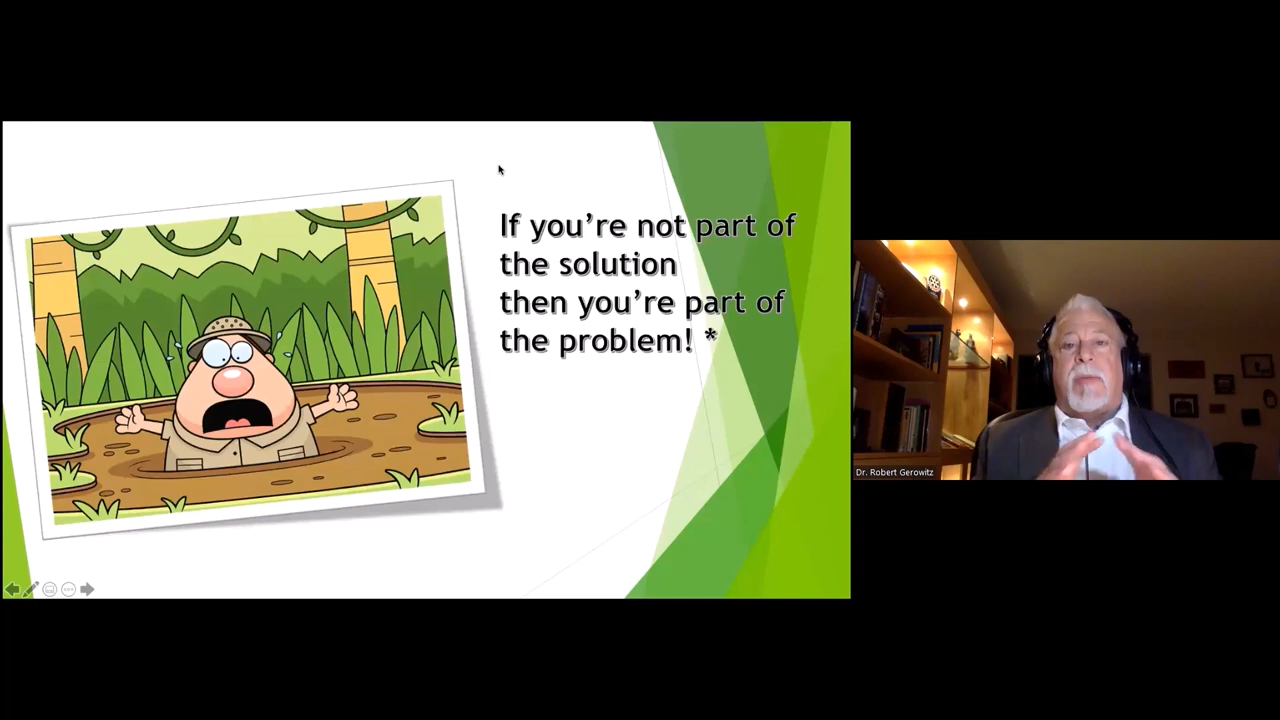 If you’re not part of
the solution
then you’re part of
the problem! *
Dr. Robert Gerowitz